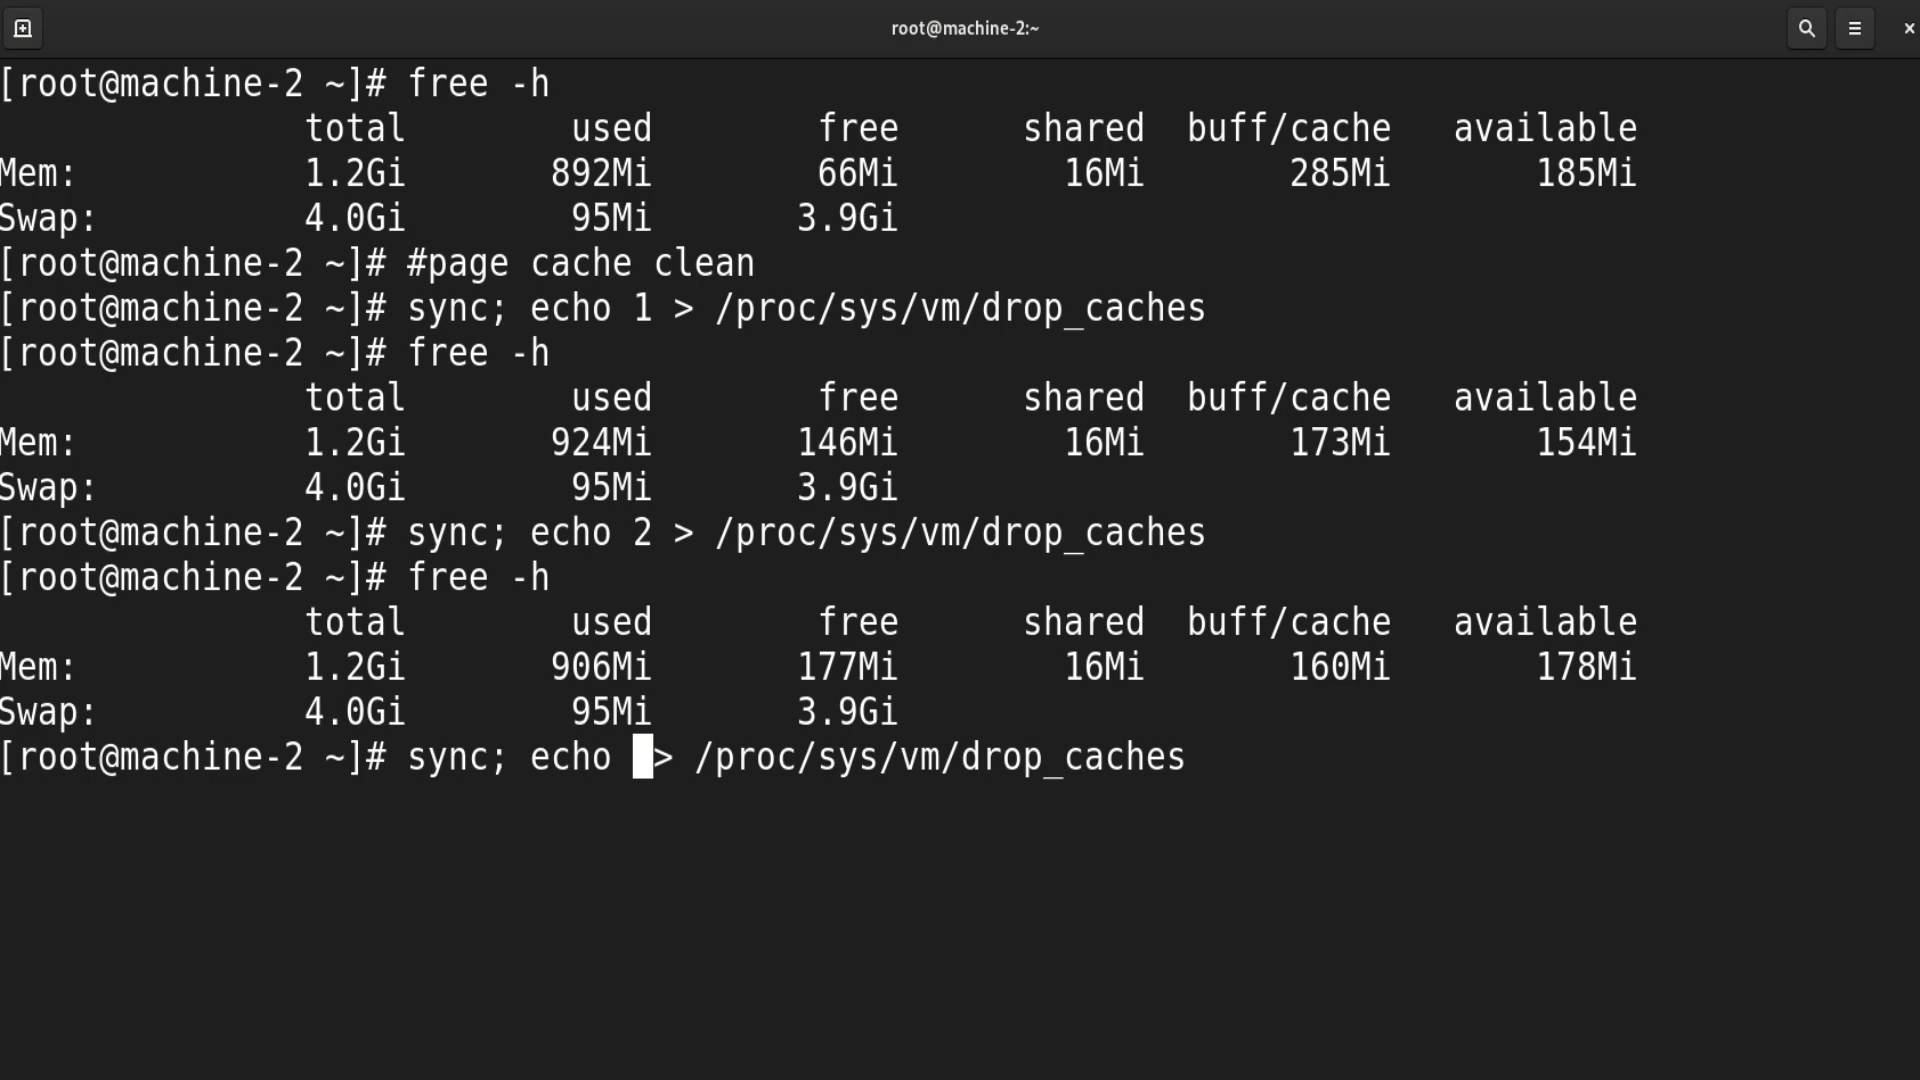 root@machine-2:~
[root@machine-2 ~]# free -h
total used free shared buff/cache available
Mem: 1.2Gi 892Mi 66Mi 16Mi 285Mi 185Mi
Swap: 4.0Gi 95Mi 3.9Gi
[root@machine-2 ~]# #page cache clean
[root@machine-2 ~]# sync; echo 1 > /proc/sys/vm/drop_caches
[root@machine-2 ~]# free -h
total used free shared buff/cache available
Mem: 1.2Gi 924Mi 146Mi 16Mi 173Mi 154Mi
Swap: 4.0Gi 95Mi 3.9Gi
[root@machine-2 ~]# sync; echo 2 > /proc/sys/vm/drop_caches
[root@machine-2 ~]# free -h
total used free shared buff/cache available
Mem: 1.2Gi 906Mi 177Mi 16Mi 160Mi 178Mi
Swap: 4.0Gi 95Mi 3.9Gi
[root@machine-2 ~]# sync; echo > /proc/sys/vm/drop_caches